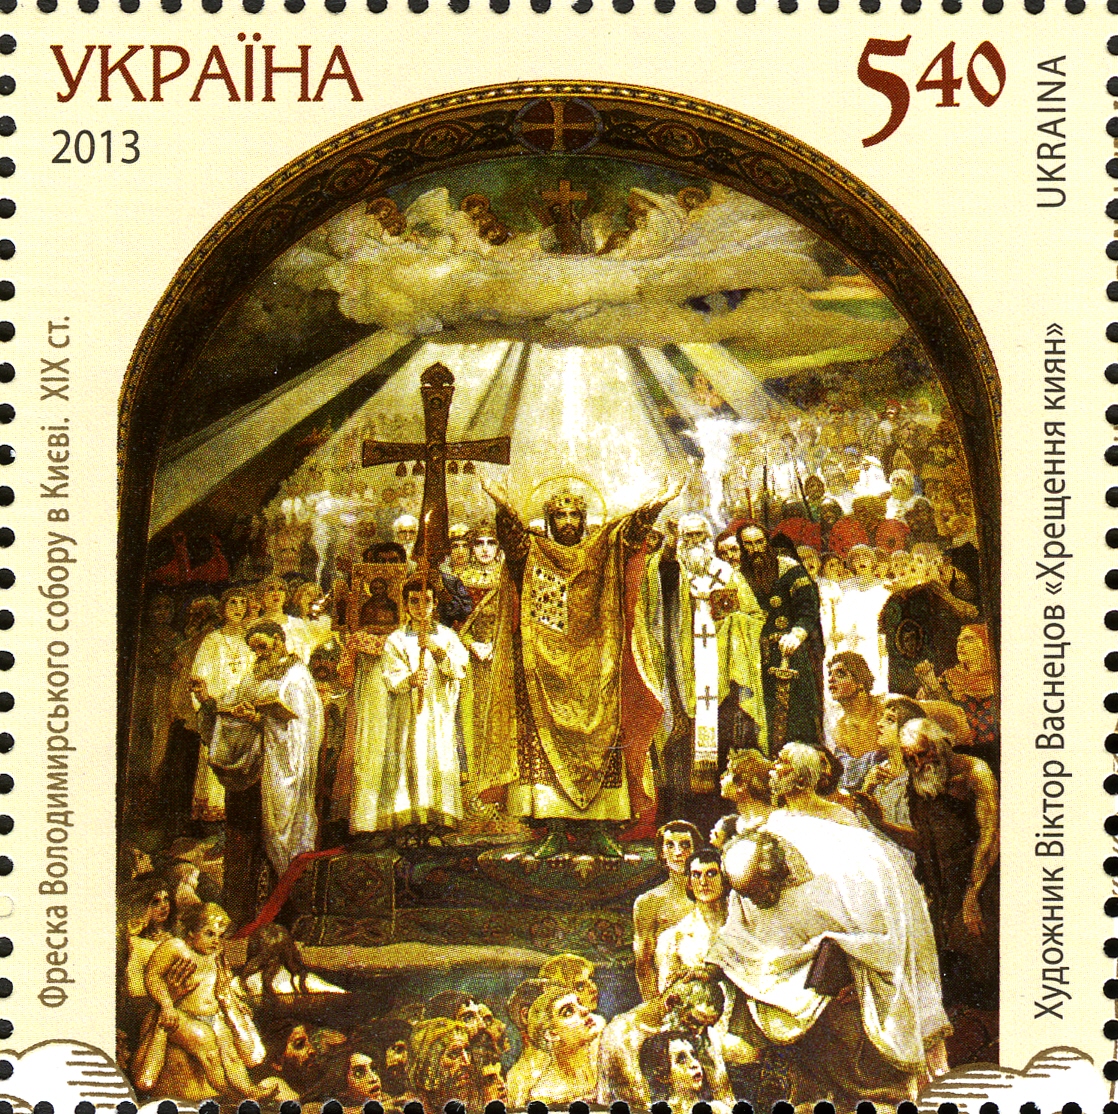 УКРАЇНА
2013
5.40
UKRAINA
Фреска Володимирського собору в Києві. XIX ст.
Художник Віктор Васнецов «Хрещення киян»